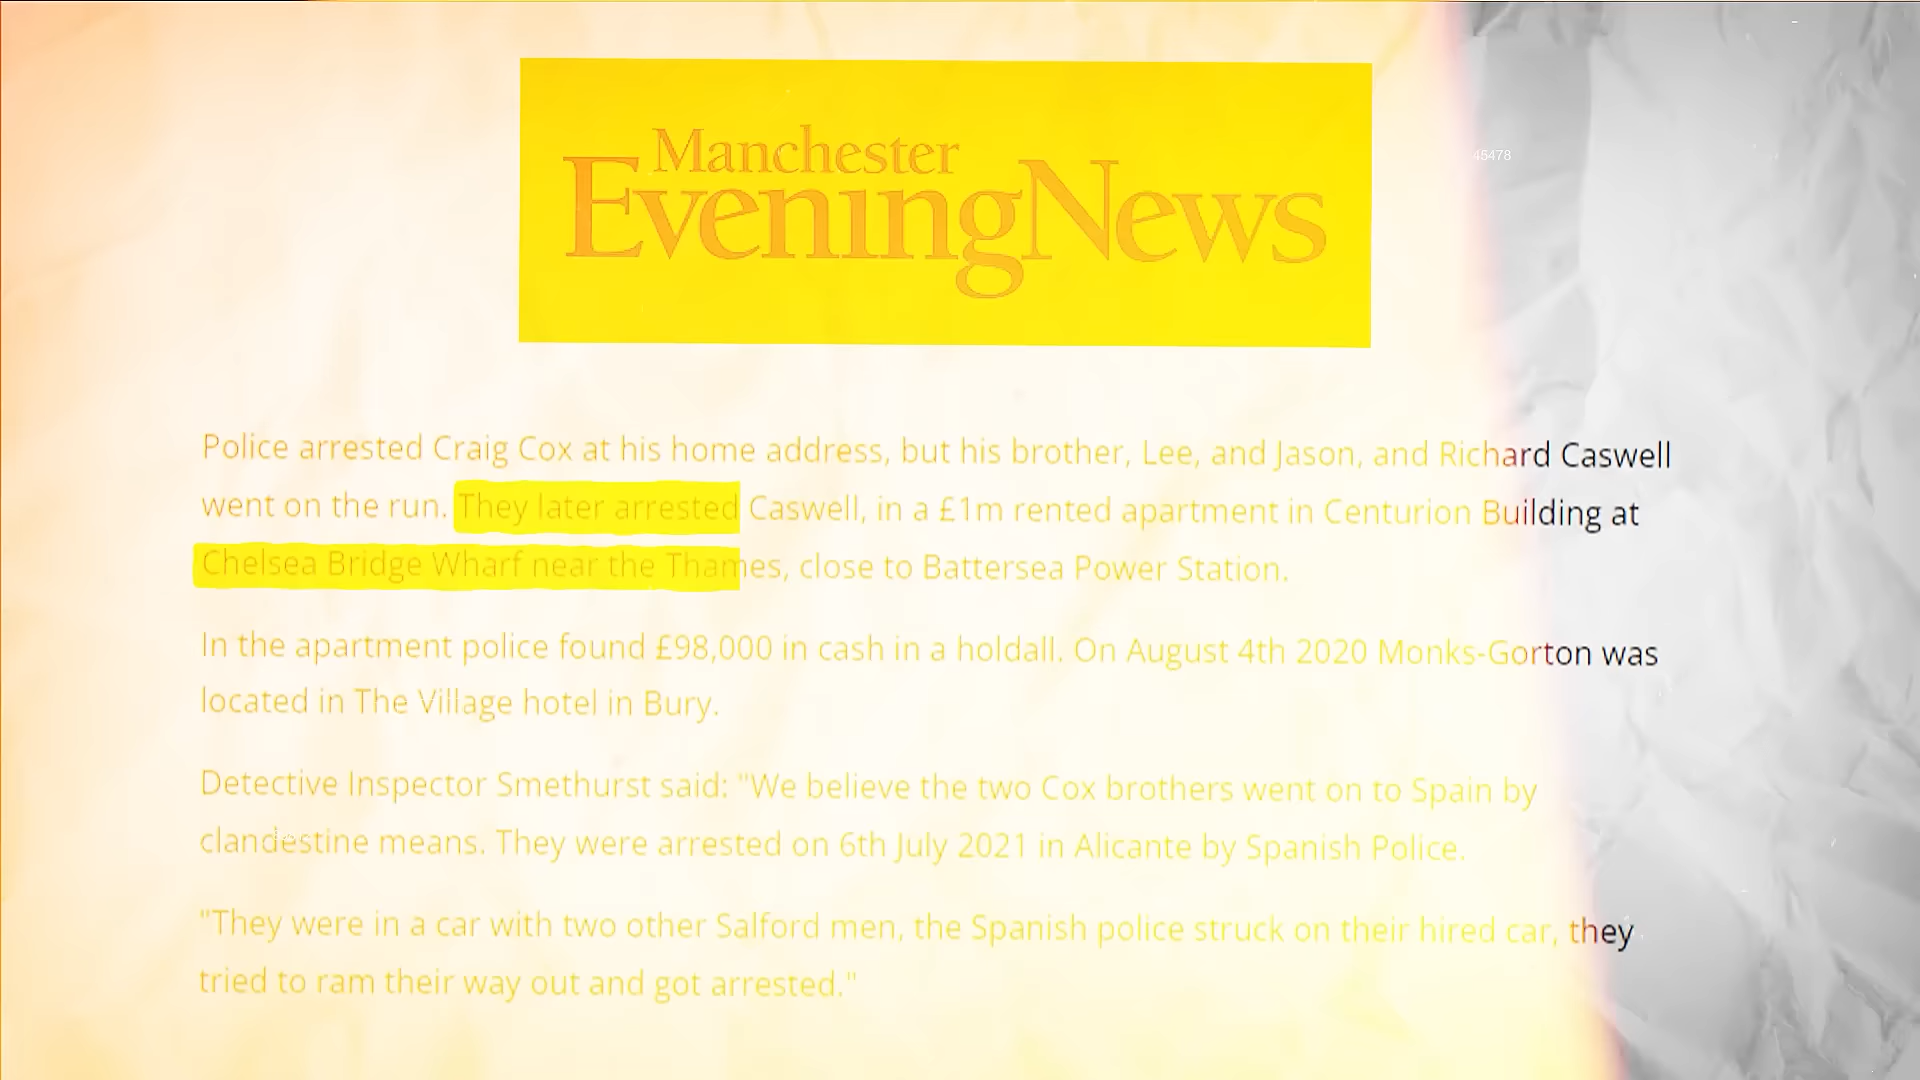 Manchester
EveningNews
45478
Police arrested Craig Cox at his home address, but his brother, Lee, and Jason, and Richard Caswell
went on the run. They later arrested Caswell, in a £1m rented apartment in Centurion Building at
Chelsea Bridge Wharf near the Thames, close to Battersea Power Station.
In the apartment police found £98,000 in cash in a holdall. On August 4th 2020 Monks-Gorton was
located in The Village hotel in Bury.
Detective Inspector Smethurst said: "We believe the two Cox brothers went on to Spain by
clandestine means. They were arrested on 6th July 2021 in Alicante by Spanish Police.
"They were in a car with two other Salford men, the Spanish police struck on their hired car, they
tried to ram their way out and got arrested."